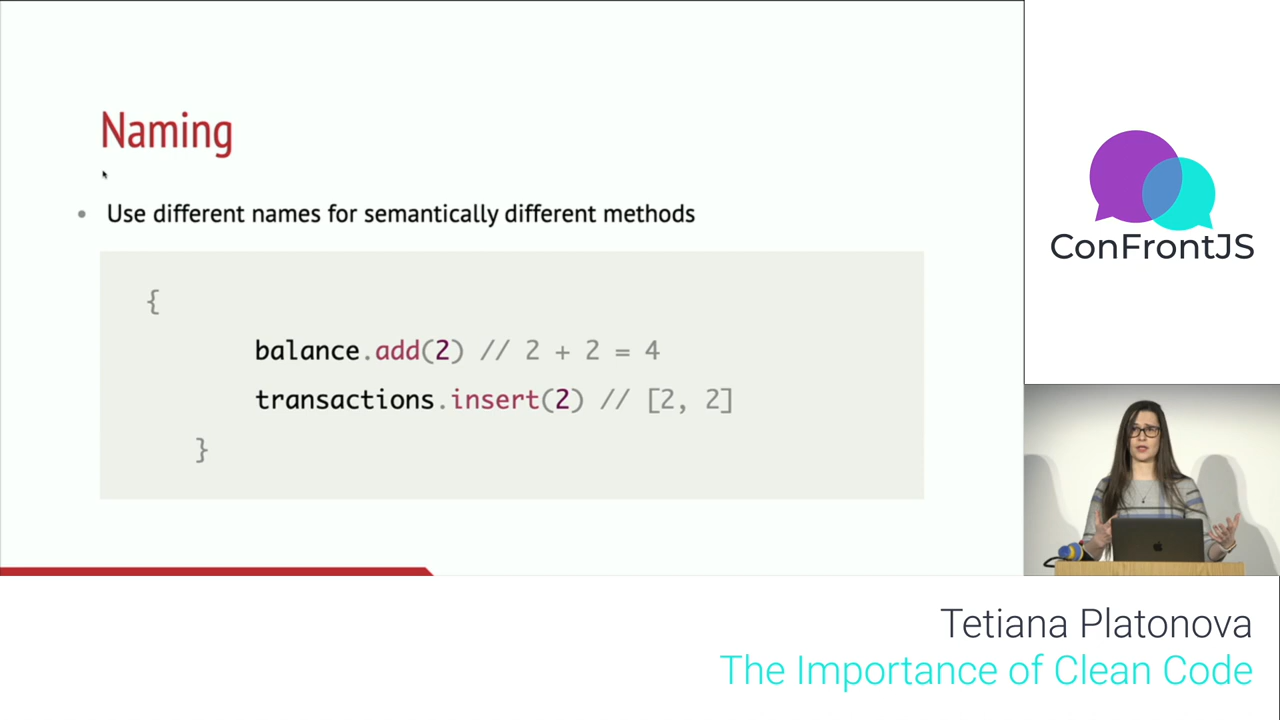 Naming
• Use different names for semantically different methods
{
balance.add(2) // 2 + 2 = 4
transactions.insert(2) // [2, 2]
}
ConFrontJS
Tetiana Platonova
The Importance of Clean Code